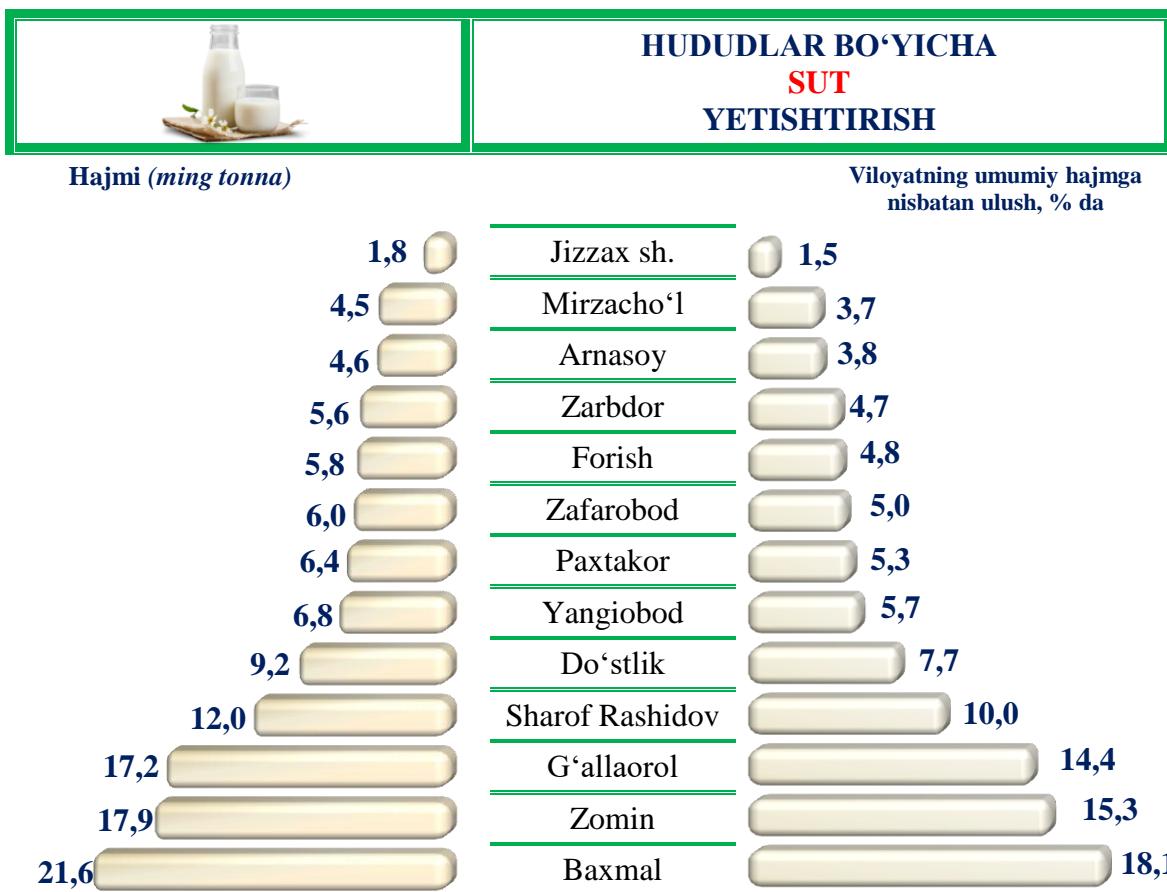 HUDUDLAR BO‘YICHA
SUT
YETISHTIRISH
Hajmi (ming tonna)
Viloyatning umumiy hajmga
nisbatan ulush, % da
1,8 Jizzax sh. 1,5
4,5 Mirzacho‘l 3,7
4,6 Arnasoy 3,8
5,6 Zarbdor 4,7
5,8 Forish 4,8
6,0 Zafarobod 5,0
6,4 Paxtakor 5,3
6,8 Yangiobod 5,7
9,2 Do‘stlik 7,7
12,0 Sharof Rashidov 10,0
17,2 G‘allaorol 14,4
17,9 Zomin 15,3
21,6 Baxmal 18,1